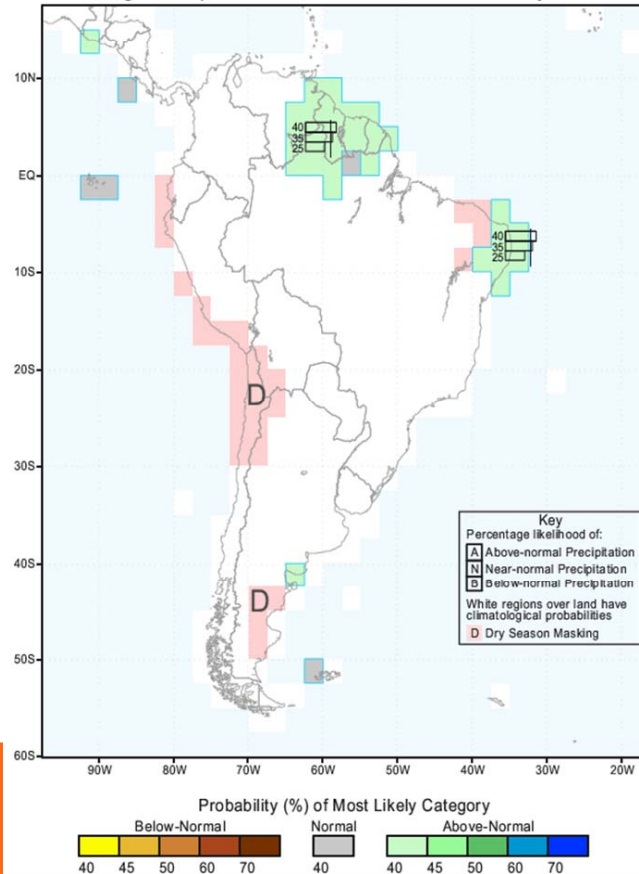 10N
EQ
10S
20S
30S
40S
50S
60S
40
35
25
40
35
25
D
D
Key
Percentage likelihood of:
A Above-normal Precipitation
N Near-normal Precipitation
B Below-normal Precipitation
White regions over land have
climatological probabilities
D Dry Season Masking
90W 80W 70W 60W 50W 40W 30W 20W
Probability (%) of Most Likely Category
Below-Normal Normal Above-Normal
40 45 50 60 70 40 40 45 50 60 70